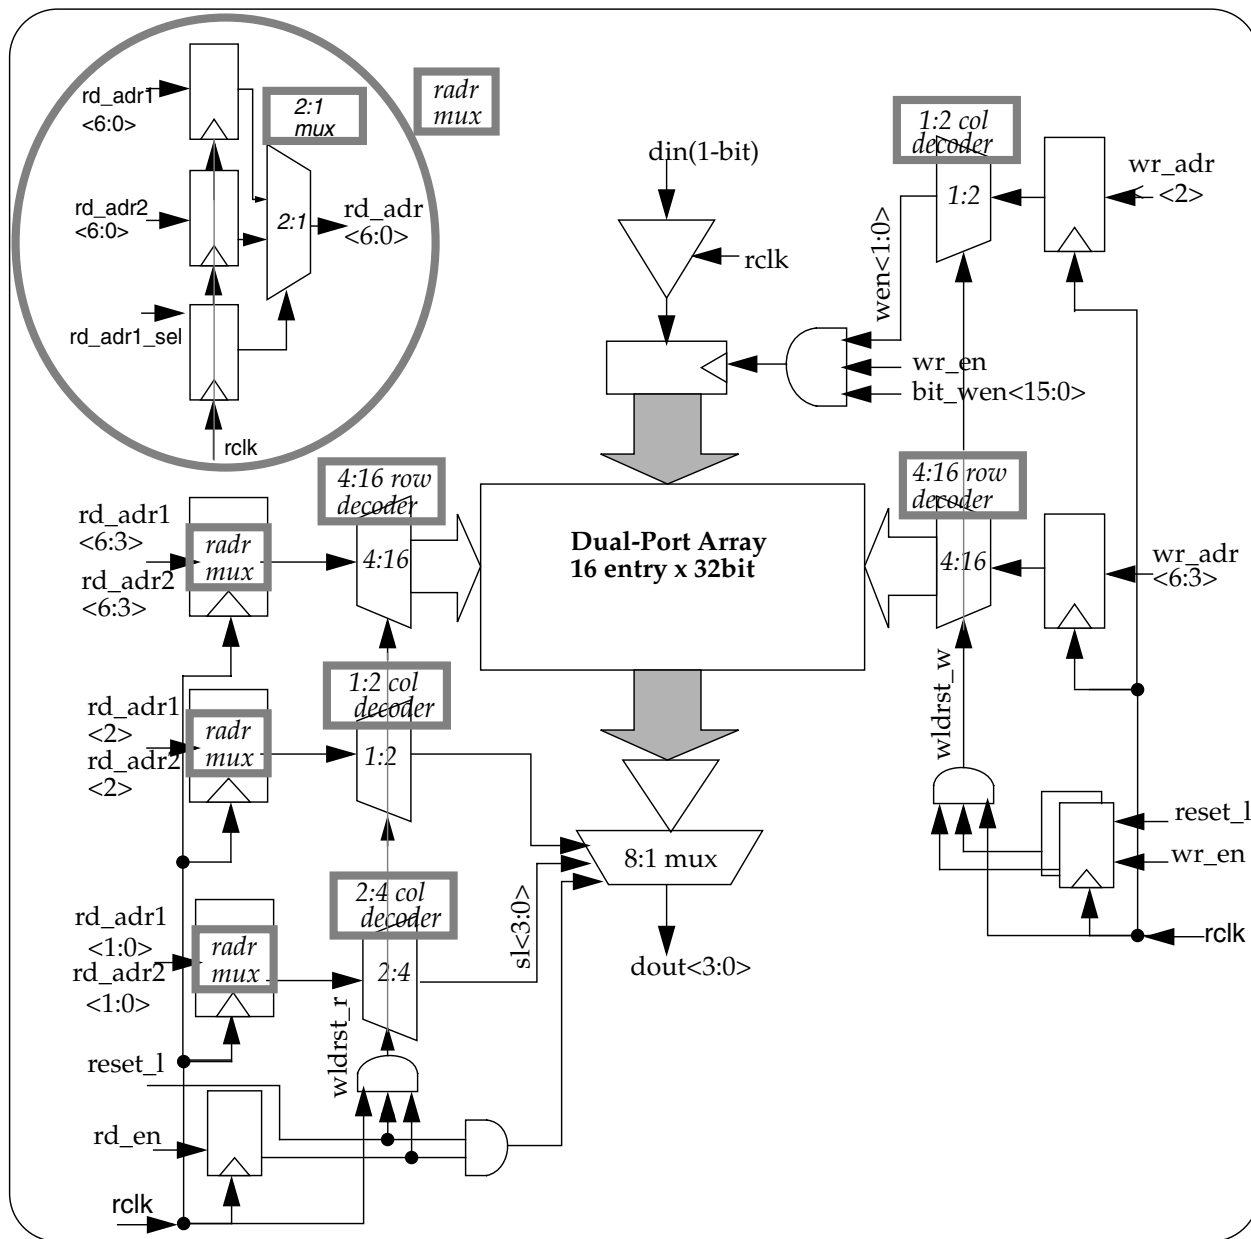 rd_adr1
<6:0>
2:1
mux
radr
mux
rd_adr2
<6:0>
2:1
rd_adr
<6:0>
rd_adr1_sel
rclk
din(1-bit)
rclk
1:2 col
decoder
1:2
wr_adr
<2>
wen<1:0>
wr_en
bit_wen<15:0>
rd_adr1
<6:3>
rd_adr2
<6:3>
radr
mux
4:16 row
decoder
4:16
Dual-Port Array
16 entry x 32bit
4:16 row
decoder
4:16
wr_adr
<6:3>
rd_adr1
<2>
rd_adr2
<2>
radr
mux
1:2 col
decoder
1:2
wldrst_w
reset_l
wr_en
rclk
8:1 mux
sl<3:0>
dout<3:0>
rd_adr1
<1:0>
rd_adr2
<1:0>
radr
mux
2:4 col
decoder
2:4
wldrst_r
reset_l
rd_en
rclk